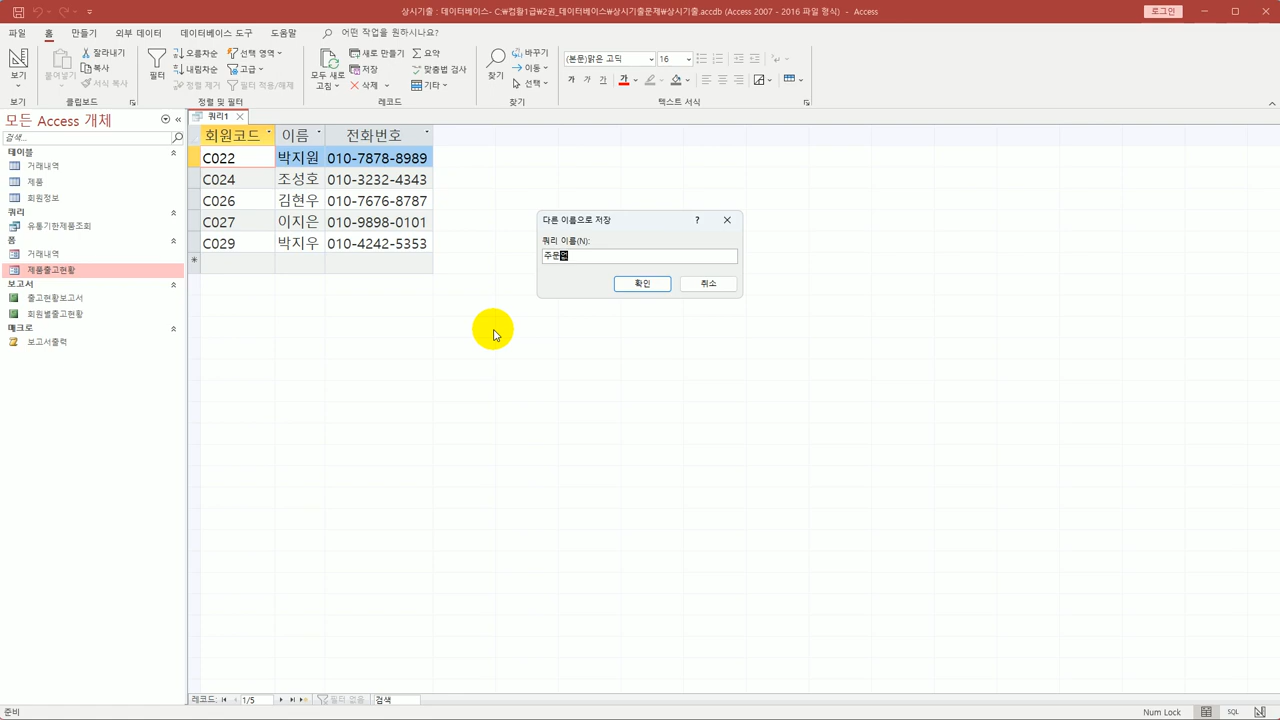 상시기출 : 데이터베이스- C:₩컴활1급₩2권_데이터베이스₩상시기출문제₩상시기출.accdb (Access 2007 - 2016 파일 형식) - Access
로그인
파일 홈 만들기 외부 데이터 데이터베이스 도구 도움말 어떤 작업을 원하시나요?
보기
붙여넣기
잘라내기
복사
서식 복사
필터
오름차순
내림차순
정렬 제거
선택 영역
고급
필터 적용/해제
모두 새로 고침
새로 만들기
저장
삭제
요약
맞춤법 검사
기타
찾기
바꾸기
이동
선택
(본문)맑은 고딕 16
가 가 가 가
보기 클립보드 정렬 및 필터 레코드 찾기 텍스트 서식
모든 Access 개체
검색...
테이블
거래내역
제품
회원정보
쿼리
유통기한제품조회
폼
거래내역
제품출고현황
보고서
출고현황보고서
회원별출고현황
매크로
보고서출력
쿼리1
회원코드 이름 전화번호
C022 박지원 010-7878-8989
C024 조성호 010-3232-4343
C026 김현우 010-7676-8787
C027 이지은 010-9898-0101
C029 박지우 010-4242-5353
다른 이름으로 저장 ?
쿼리 이름(N):
주문
확인 취소
레코드: 1/5 필터 없음 검색
준비 Num Lock SQL